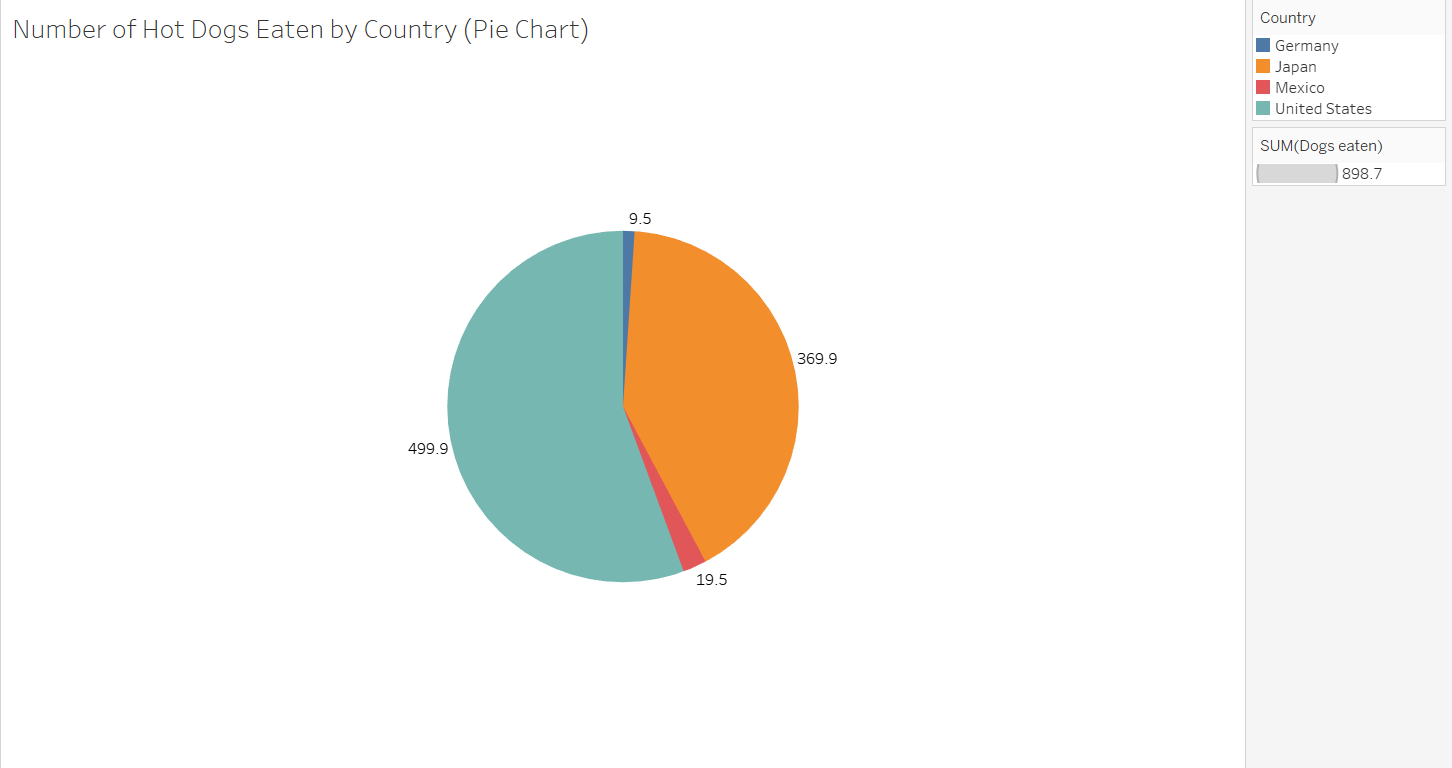 Number of Hot Dogs Eaten by Country (Pie Chart)
9.5
369.9
499.9
19.5
Country
Germany
Japan
Mexico
United States
SUM(Dogs eaten)
898.7